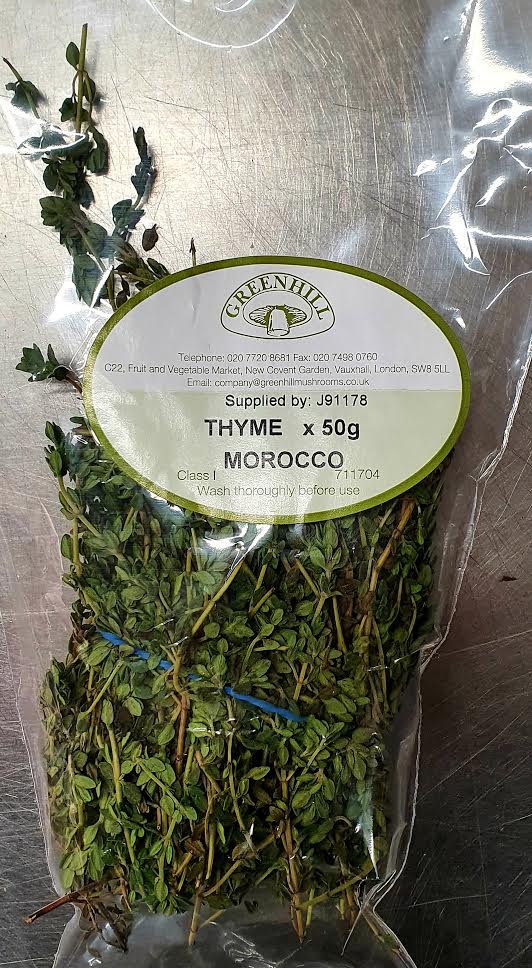 GREENHILL
Telephone: 020 7720 8681 Fax: 020 7498 0760
C22, Fruit and Vegetable Market, New Covent Garden, Vauxhall, London, SW8 5LL
Email: company@greenhillmushrooms.co.uk
Supplied by: J91178
THYME x 50g
MOROCCO
Class I 711704
Wash thoroughly before use